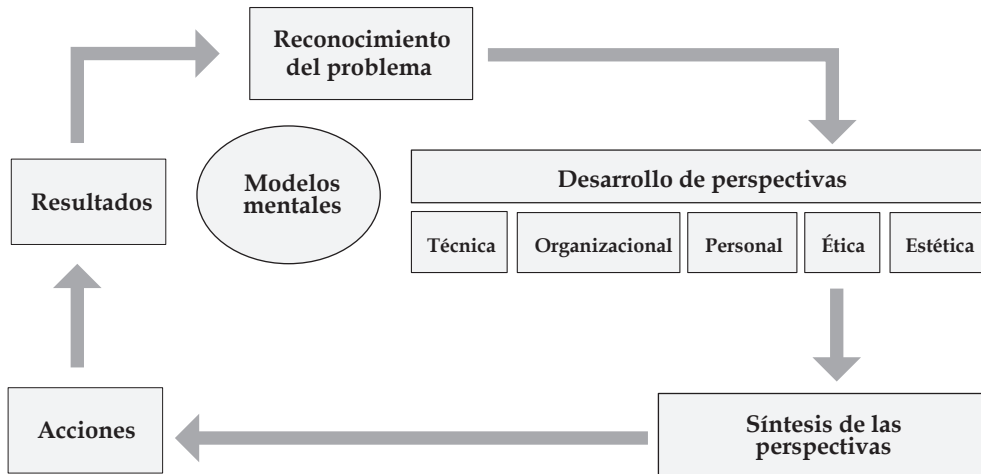 Reconocimiento
del problema
Modelos
mentales
Resultados
Desarrollo de perspectivas
Técnica
Organizacional
Personal
Ética
Estética
Acciones
Síntesis de las
perspectivas